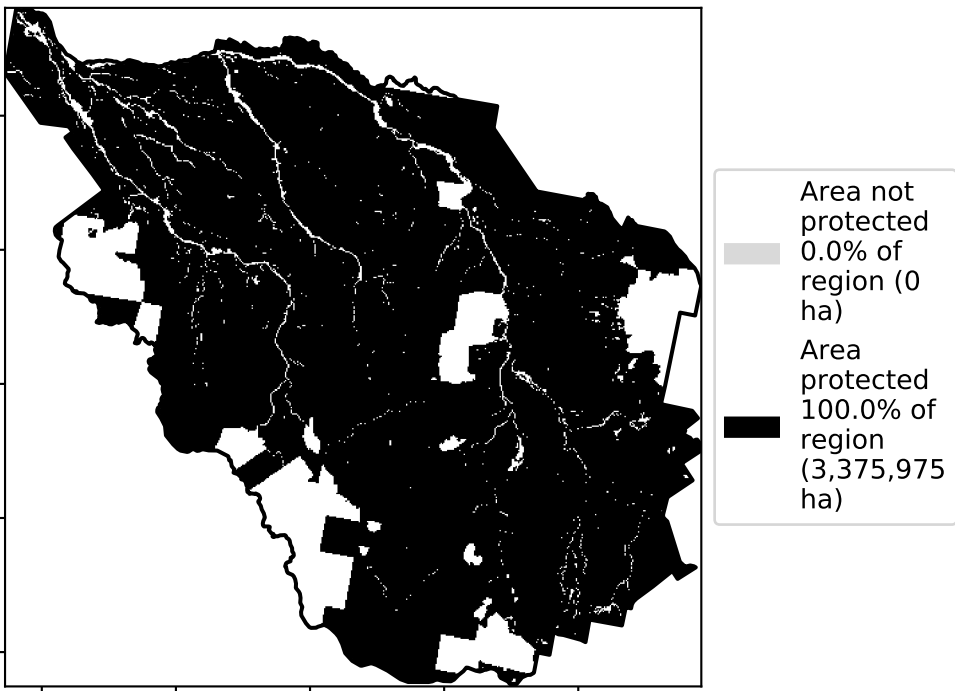 Area not
protected
0.0% of
region (0
ha)
Area
protected
100.0% of
region
(3,375,975
ha)